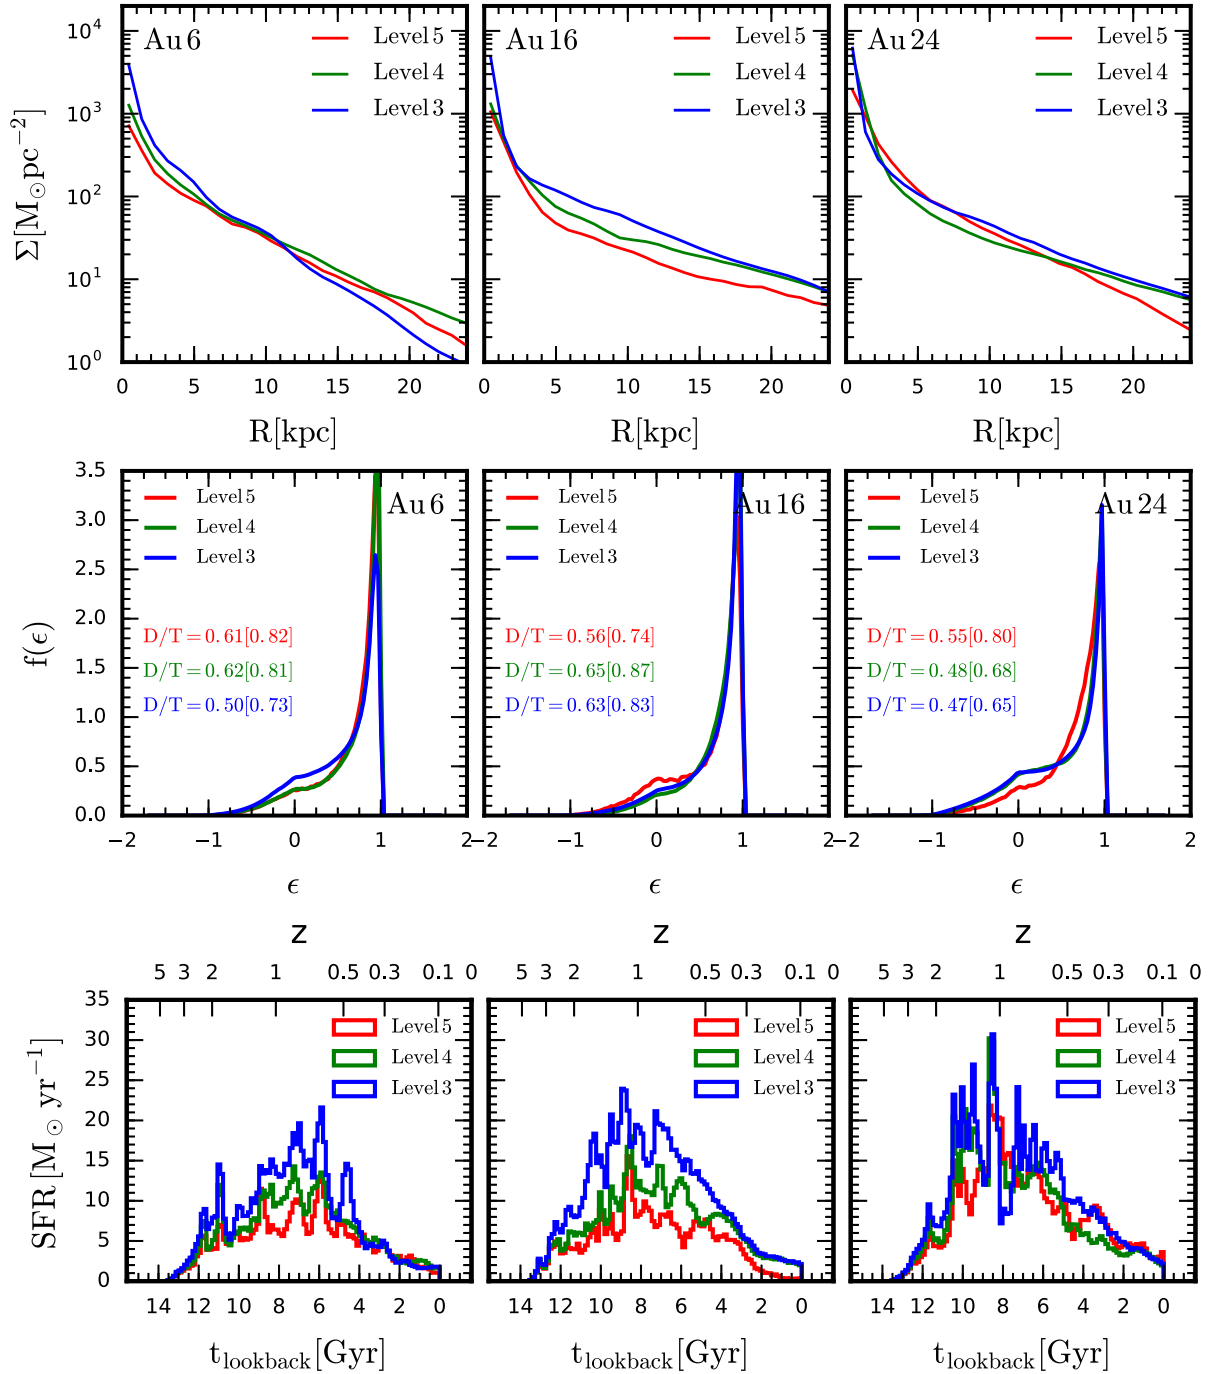 Au 6
Level 5
Level 4
Level 3
Au 16
Level 5
Level 4
Level 3
Au 24
Level 5
Level 4
Level 3
Σ[M⊙pc⁻²]
10⁴
10³
10²
10¹
10⁰
0 5 10 15 20
0 5 10 15 20
0 5 10 15 20
R[kpc]
R[kpc]
R[kpc]
f(ϵ)
3.5
3.0
2.5
2.0
1.5
1.0
0.5
0.0
Level 5
Level 4
Level 3
Au 6
D/T = 0.61[0.82]
D/T = 0.62[0.81]
D/T = 0.50[0.73]
Level 5
Level 4
Level 3
Au 16
D/T = 0.56[0.74]
D/T = 0.65[0.87]
D/T = 0.63[0.83]
Level 5
Level 4
Level 3
Au 24
D/T = 0.55[0.80]
D/T = 0.48[0.68]
D/T = 0.47[0.65]
−2 −1 0 1 2
−2 −1 0 1 2
−2 −1 0 1 2
ϵ
ϵ
ϵ
z
z
z
5 3 2 1 0.5 0.3 0.1 0
5 3 2 1 0.5 0.3 0.1 0
5 3 2 1 0.5 0.3 0.1 0
SFR [M⊙ yr⁻¹]
35
30
25
20
15
10
5
0
Level 5
Level 4
Level 3
Level 5
Level 4
Level 3
Level 5
Level 4
Level 3
14 12 10 8 6 4 2 0
14 12 10 8 6 4 2 0
14 12 10 8 6 4 2 0
t_lookback[Gyr]
t_lookback[Gyr]
t_lookback[Gyr]